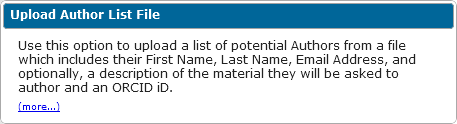 Upload Author List File
Use this option to upload a list of potential Authors from a file
which includes their First Name, Last Name, Email Address, and
optionally, a description of the material they will be asked to
author and an ORCID iD.
(more...)